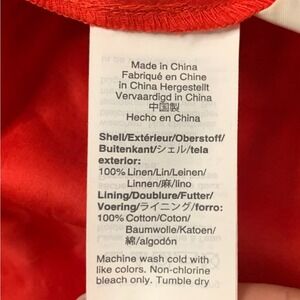 Made in China
Fabriqué en Chine
in China Hergestellt
Vervaardigd in China
中国製
Hecho en China
Shell/Extérieur/Oberstoff/
Buitenkant/シェル/tela
exterior:
100% Linen/Lin/Leinen/
Linnen/麻/lino
Lining/Doublure/Futter/
Voering/ライニング/forro:
100% Cotton/Coton/
Baumwolle/Katoen/
綿/algodón
Machine wash cold with
like colors. Non-chlorine
bleach only. Tumble dry